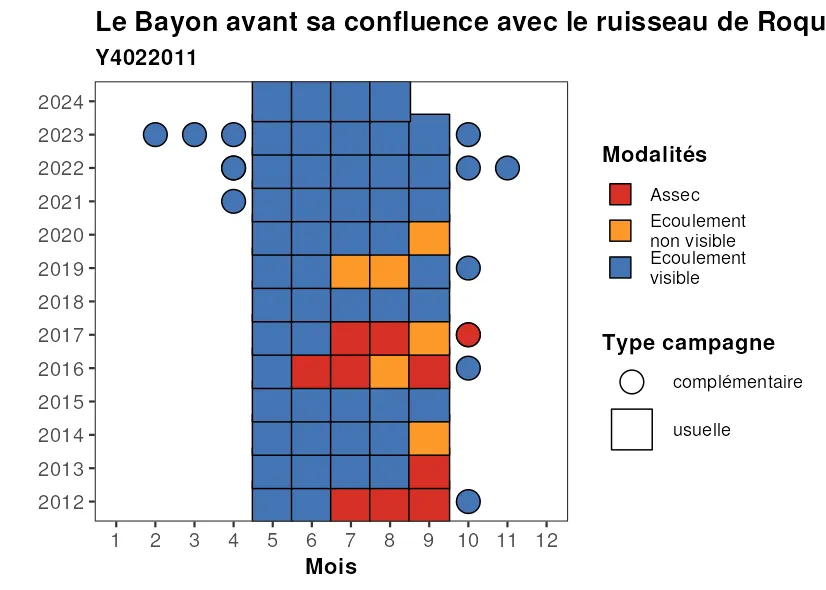 Le Bayon avant sa confluence avec le ruisseau de Roqu
Y4022011
2024
2023
2022
2021
2020
2019
2018
2017
2016
2015
2014
2013
2012
1 2 3 4 5 6 7 8 9 10 11 12
Mois
Modalités
Assec
Ecoulement
non visible
Ecoulement
visible
Type campagne
complémentaire
usuelle